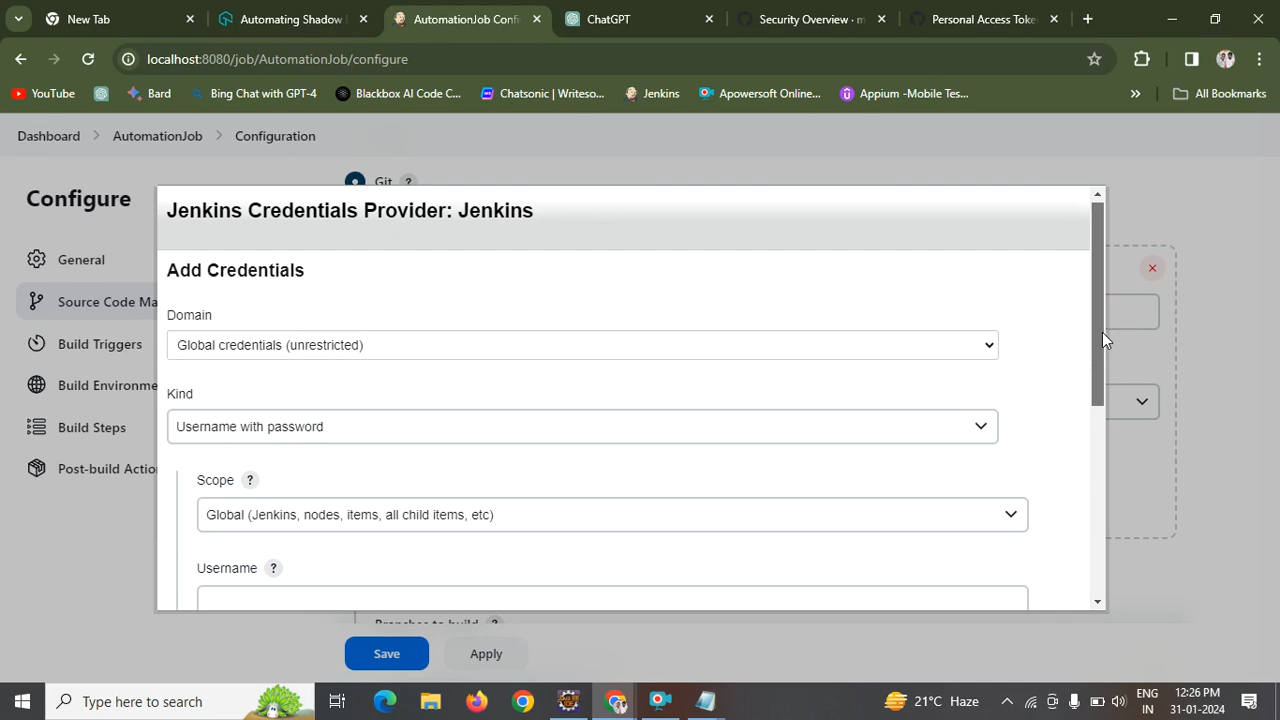 New Tab
Automating Shadow
AutomationJob Confi
ChatGPT
Security Overview · m
Personal Access Toke
localhost:8080/job/AutomationJob/configure
YouTube
Bard
Bing Chat with GPT-4
Blackbox AI Code C...
Chatsonic | Writeso...
Jenkins
Apowersoft Online...
Appium -Mobile Tes...
All Bookmarks
Dashboard
AutomationJob
Configuration
Configure
General
Source Code Ma
Build Triggers
Build Environme
Build Steps
Post-build Actio
Git ?
Jenkins Credentials Provider: Jenkins
Add Credentials
Domain
Global credentials (unrestricted)
Kind
Username with password
Scope ?
Global (Jenkins, nodes, items, all child items, etc)
Username ?
Branches to build ?
Save
Apply
Type here to search
21°C Haze
ENG
IN
12:26 PM
31-01-2024